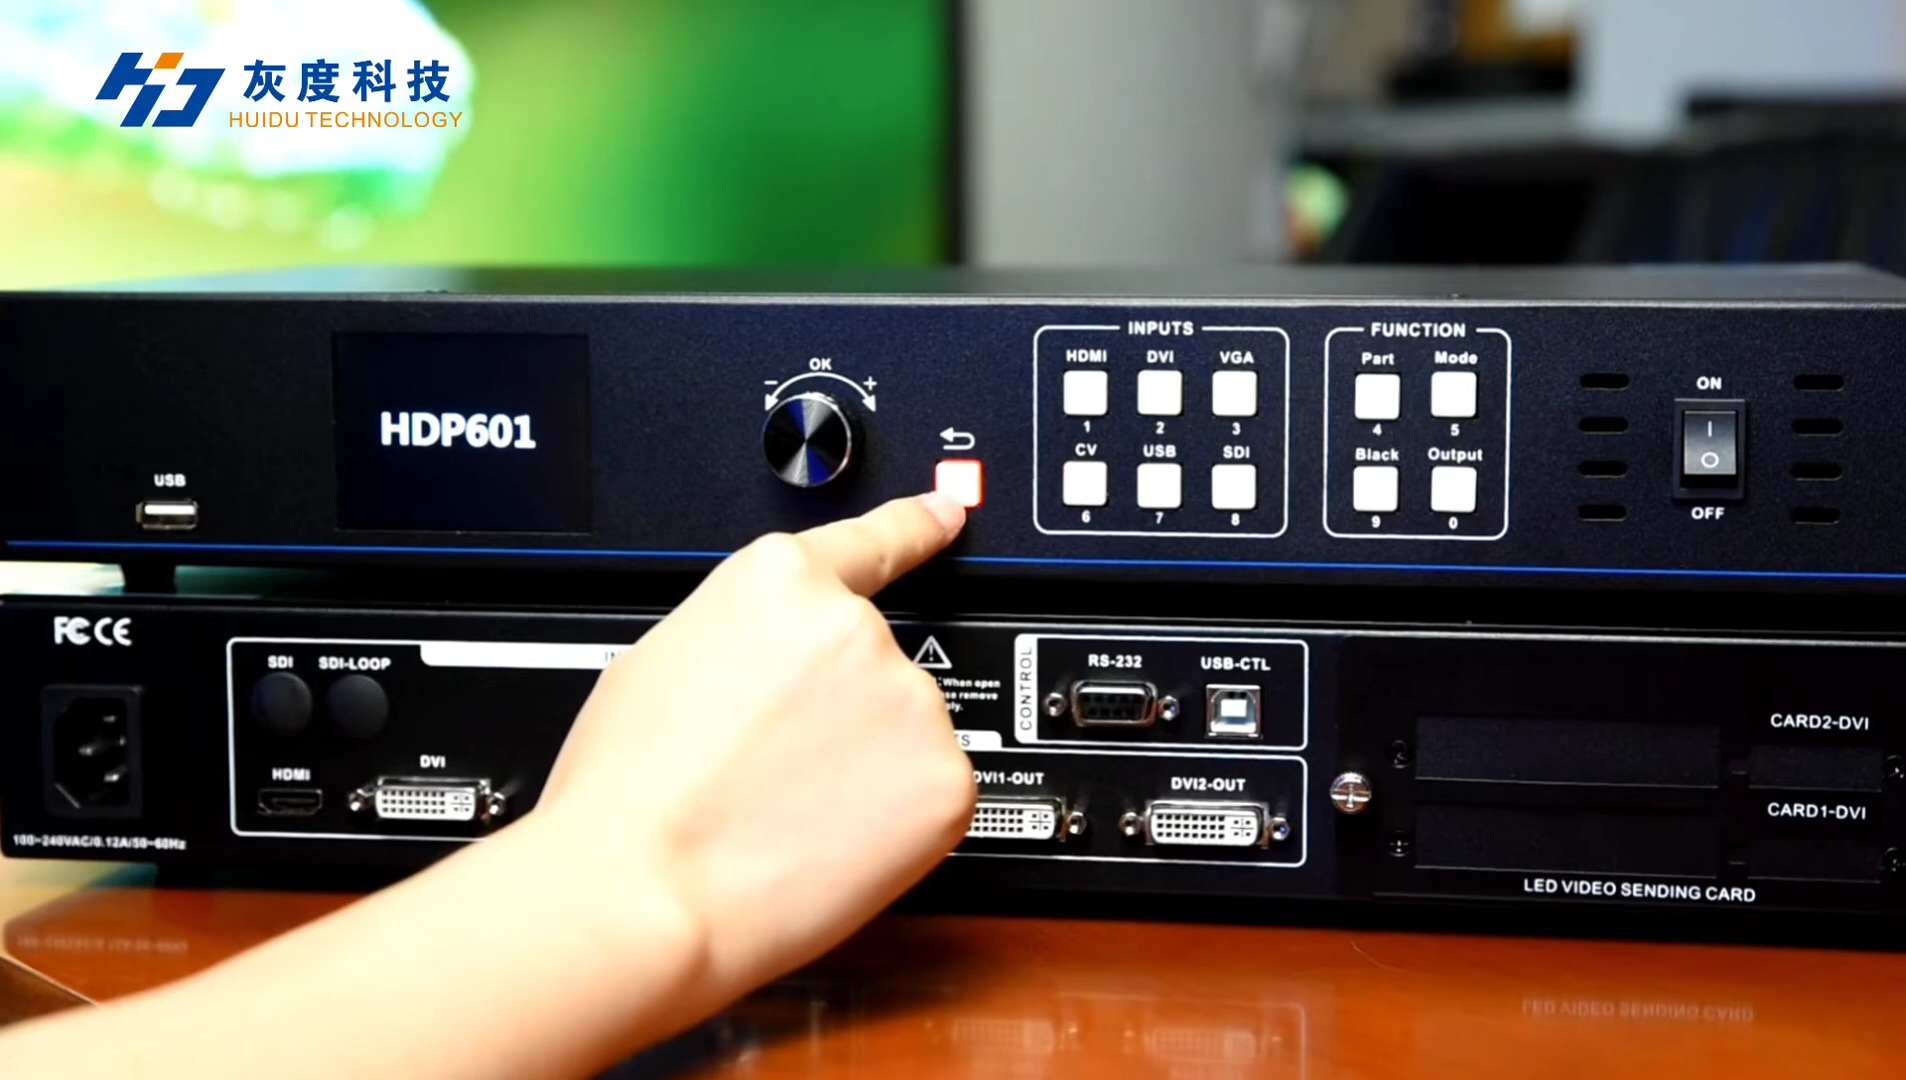 灰度科技
HUIDU TECHNOLOGY
HDP601
USB
OK
- +
INPUTS
HDMI DVI VGA
1 2 3
CV USB SDI
6 7 8
FUNCTION
Part Mode
4 5
Black Output
9 0
ON
I
O
OFF
FC CE
100~240VAC/0.12A/50~60Hz
SDI SDI-LOOP
HDMI
DVI
When open
remove
CONTROL
RS-232 USB-CTL
DVI1-OUT DVI2-OUT
CARD2-DVI
CARD1-DVI
LED VIDEO SENDING CARD